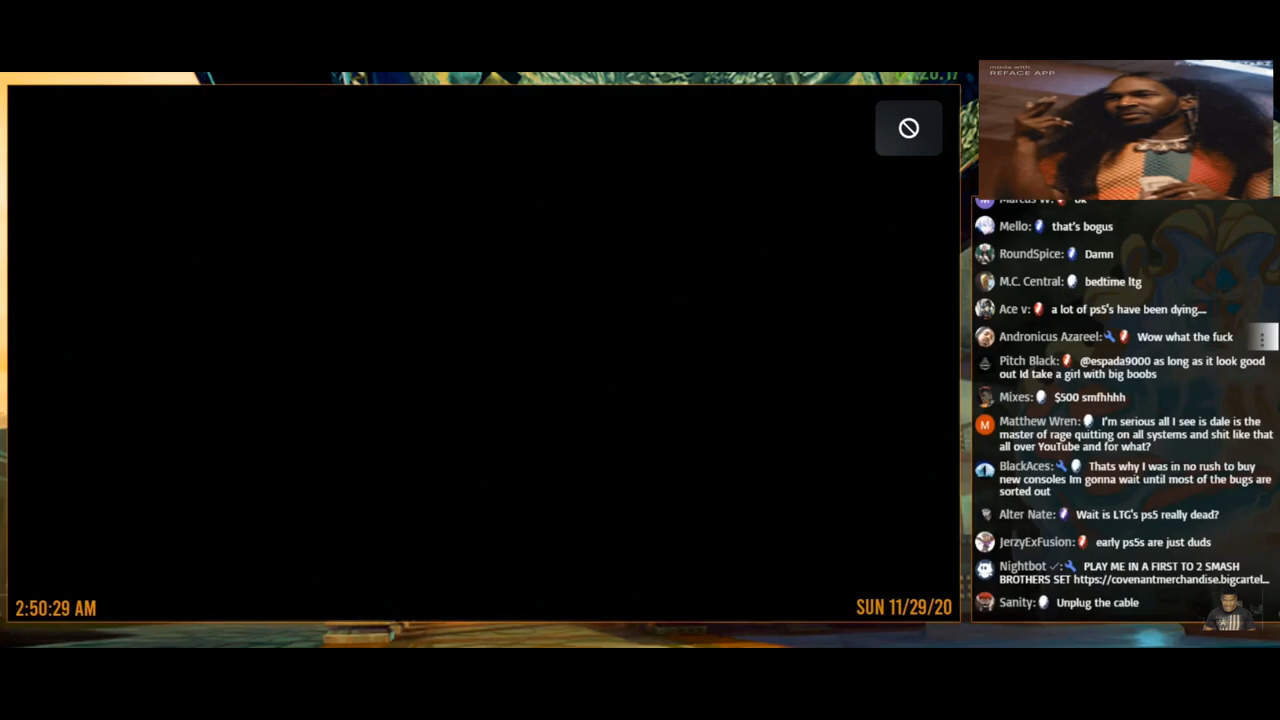 made with
REFACE APP
Marcus W: ok
Mello: that's bogus
RoundSpice: Damn
M.C. Central: bedtime ltg
Ace v: a lot of ps5's have been dying...
Andronicus Azareel: Wow what the fuck
Pitch Black: @espada9000 as long as it look good
out Id take a girl with big boobs
Mixes: $500 smfhhhh
M
Matthew Wren: I'm serious all I see is dale is the
master of rage quitting on all systems and shit like that
all over YouTube and for what?
BlackAces: Thats why I was in no rush to buy
new consoles Im gonna wait until most of the bugs are
sorted out
Alter Nate: Wait is LTG's ps5 really dead?
JerzyExFusion: early ps5s are just duds
Nightbot ✓: PLAY ME IN A FIRST TO 2 SMASH
BROTHERS SET https://covenantmerchandise.bigcartel...
Sanity: Unplug the cable
2:50:29 AM
SUN 11/29/20